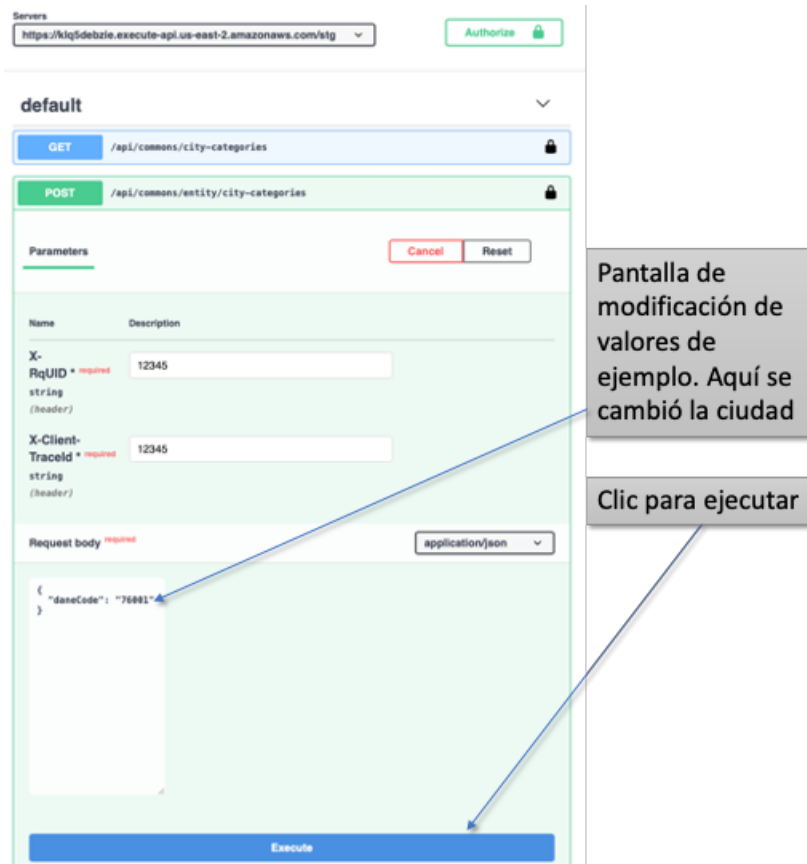 Servers
https://klq5debzie.execute-api.us-east-2.amazonaws.com/stg
Authorize
default
GET /api/commons/city-categories
POST /api/commons/entity/city-categories
Parameters
Cancel Reset
Name Description
X-
RqUID * required
string
(header)
12345
X-Client-
TraceId * required
string
(header)
12345
Request body required
application/json
{
"daneCode": "76001"
}
Execute
Pantalla de
modificación de
valores de
ejemplo. Aquí se
cambió la ciudad
Clic para ejecutar